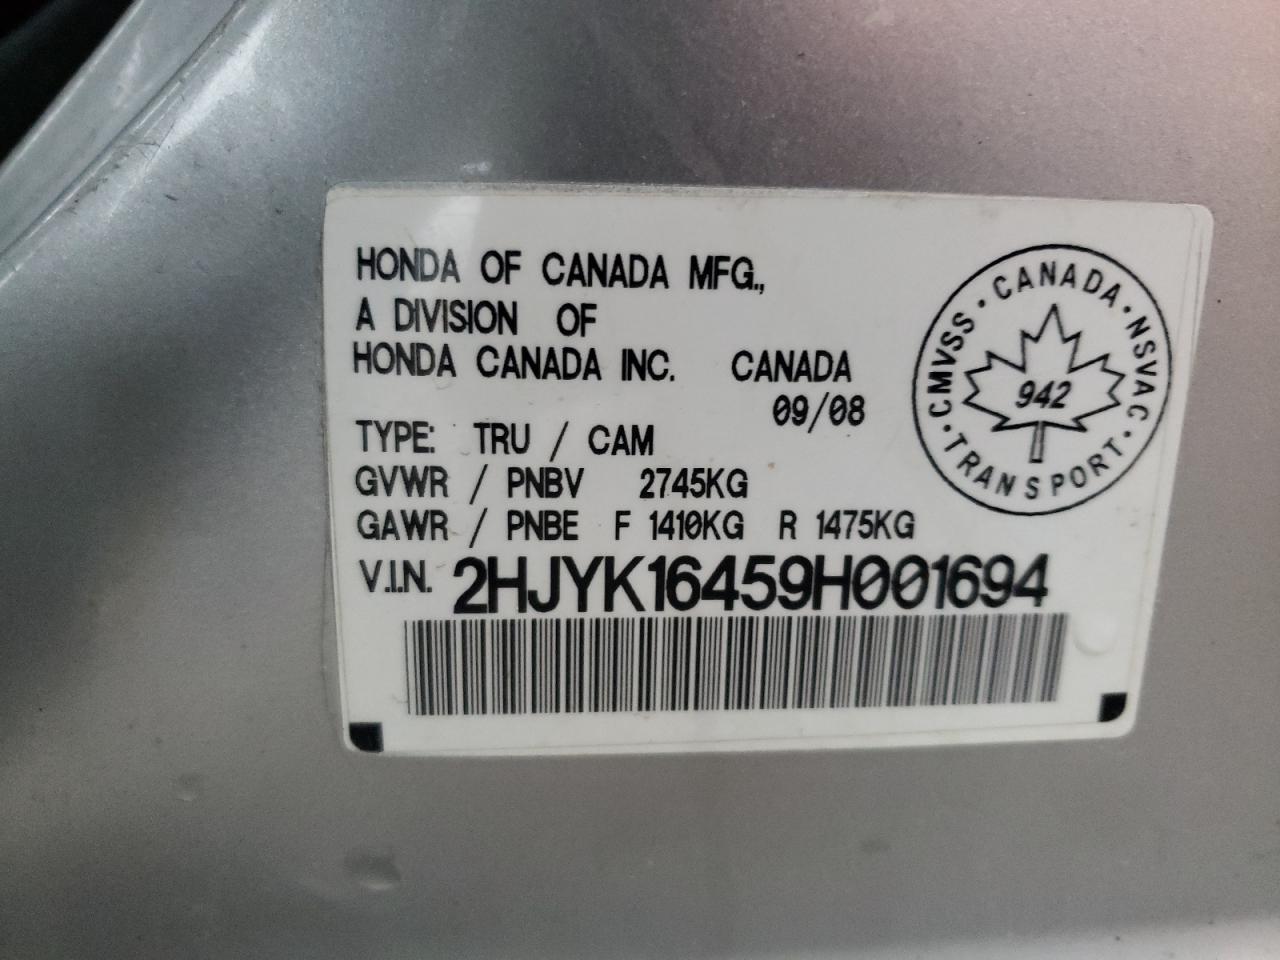 HONDA OF CANADA MFG.,
A DIVISION OF
HONDA CANADA INC. CANADA
09/08
TYPE: TRU / CAM
GVWR / PNBV 2745KG
GAWR / PNBE F 1410KG R 1475KG
V.I.N. 2HJYK16459H001694
CMVSS · CANADA · NSVAC · TRANSPORT ·
942